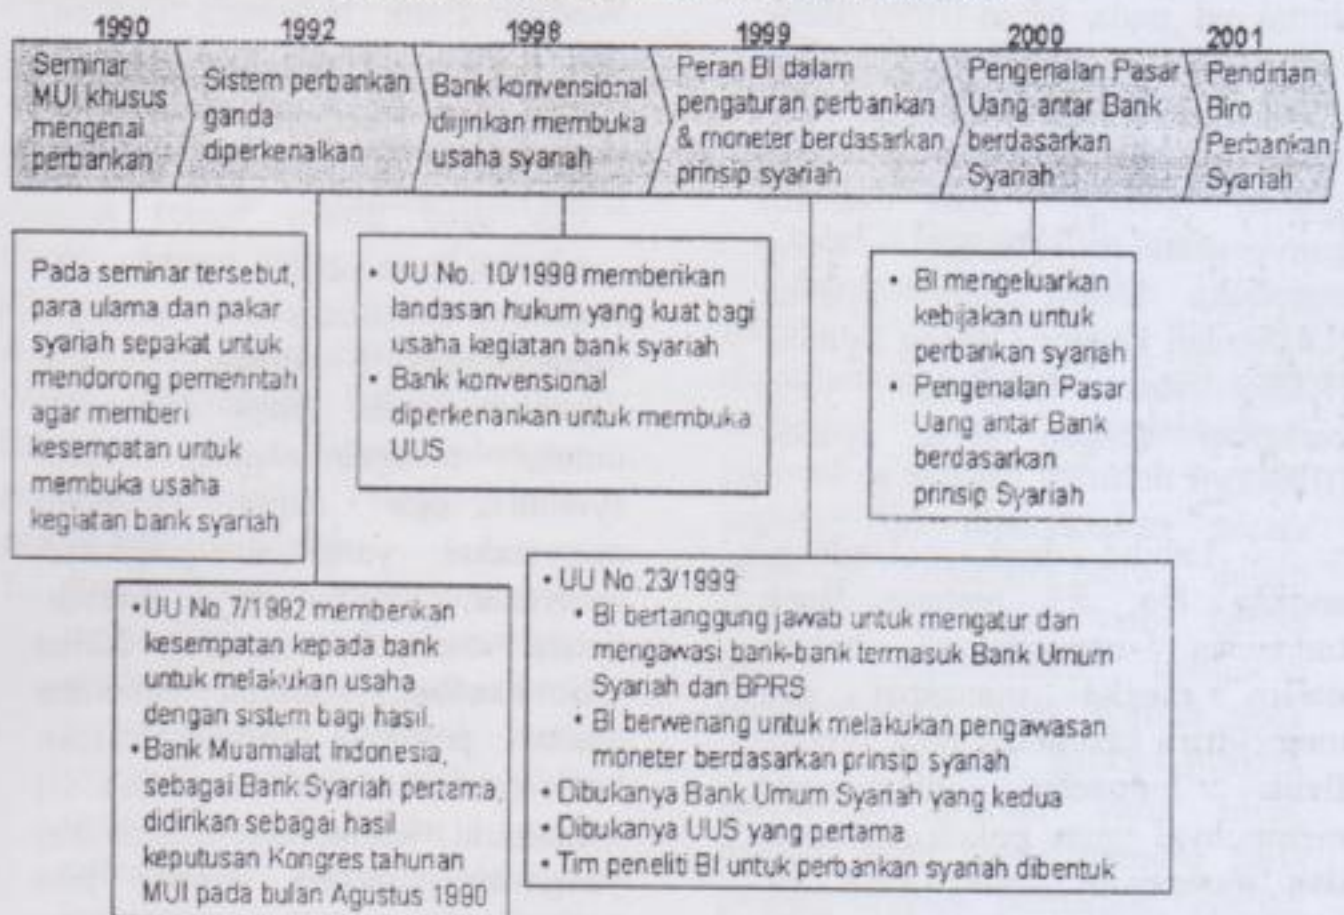 1990
1992
1998
1999
2000
2001
Seminar
MUI khusus
mengenai
perbankan
Sistem perbankan
ganda
diperkenalkan
Bank konvensional
diijinkan membuka
usaha syariah
Peran BI dalam
pengaturan perbankan
& moneter berdasarkan
prinsip syariah
Pengenalan Pasar
Uang antar Bank
berdasarkan
Syariah
Pendirian
Biro
Perbankan
Syariah
Pada seminar tersebut,
para ulama dan pakar
syariah sepakat untuk
mendorong pemerintah
agar memberi
kesempatan untuk
membuka usaha
kegiatan bank syariah
• UU No. 10/1998 memberikan
landasan hukum yang kuat bagi
usaha kegiatan bank syariah
• Bank konvensional
diperkenankan untuk membuka
UUS
• BI mengeluarkan
kebijakan untuk
perbankan syariah
• Pengenalan Pasar
Uang antar Bank
berdasarkan
prinsip Syariah
• UU No.7/1992 memberikan
kesempatan kepada bank
untuk melakukan usaha
dengan sistem bagi hasil.
• Bank Muamalat Indonesia,
sebagai Bank Syariah pertama,
didirikan sebagai hasil
keputusan Kongres tahunan
MUI pada bulan Agustus 1990
• UU No.23/1999:
• BI bertanggung jawab untuk mengatur dan
mengawasi bank-bank termasuk Bank Umum
Syariah dan BPRS
• BI berwenang untuk melakukan pengawasan
moneter berdasarkan prinsip syariah
• Dibukanya Bank Umum Syariah yang kedua
• Dibukanya UUS yang pertama
• Tim peneliti BI untuk perbankan syariah dibentuk